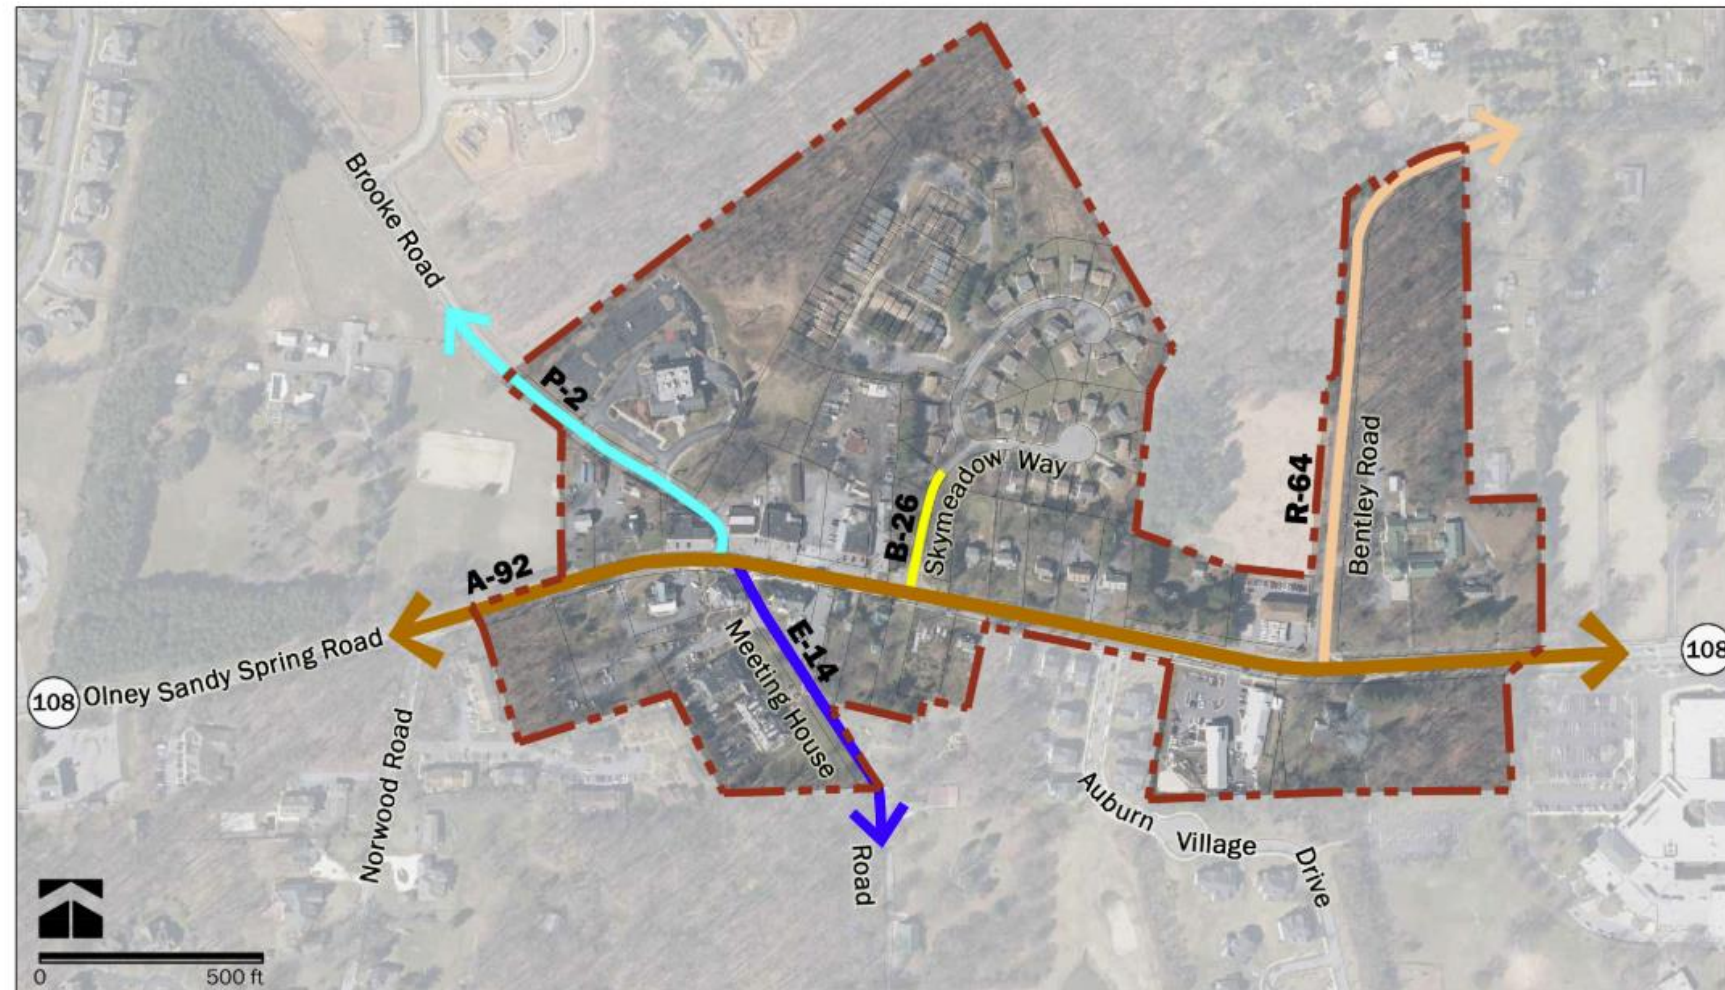 Brooke Road
P-2
B-26
Skymeadow Way
R-64
Bentley Road
A-92
E-14
Meeting House
Road
108 Olney Sandy Spring Road
108
Norwood Road
Auburn Village Drive
0 500 ft